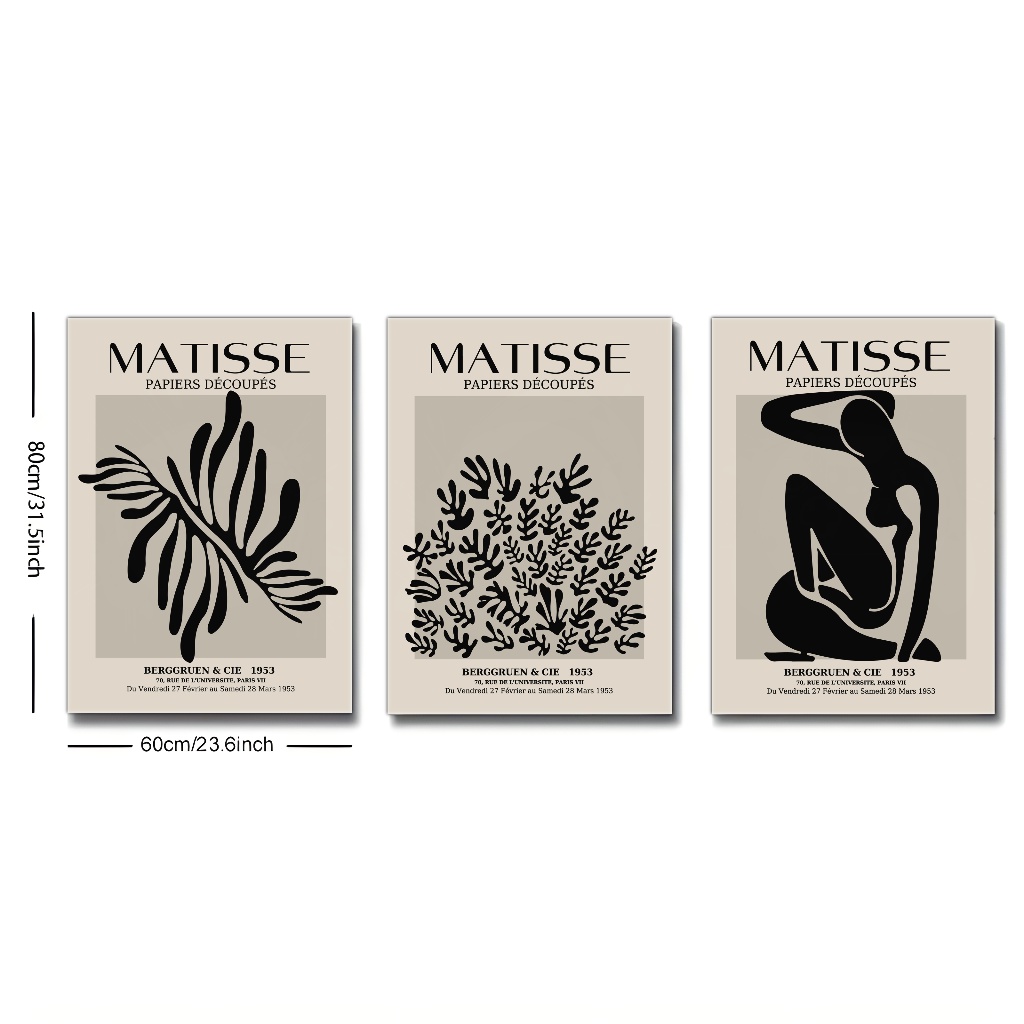 MATISSE
PAPIERS DÉCOUPÉS
BERGGRUEN & CIE 1953
70, RUE DE L'UNIVERSITE, PARIS VII
Du Vendredi 27 Février au Samedi 28 Mars 1953
MATISSE
PAPIERS DÉCOUPÉS
BERGGRUEN & CIE 1953
70, RUE DE L'UNIVERSITE, PARIS VII
Du Vendredi 27 Février au Samedi 28 Mars 1953
MATISSE
PAPIERS DÉCOUPÉS
BERGGRUEN & CIE 1953
70, RUE DE L'UNIVERSITE, PARIS VII
Du Vendredi 27 Février au Samedi 28 Mars 1953
80cm/31.5inch
60cm/23.6inch